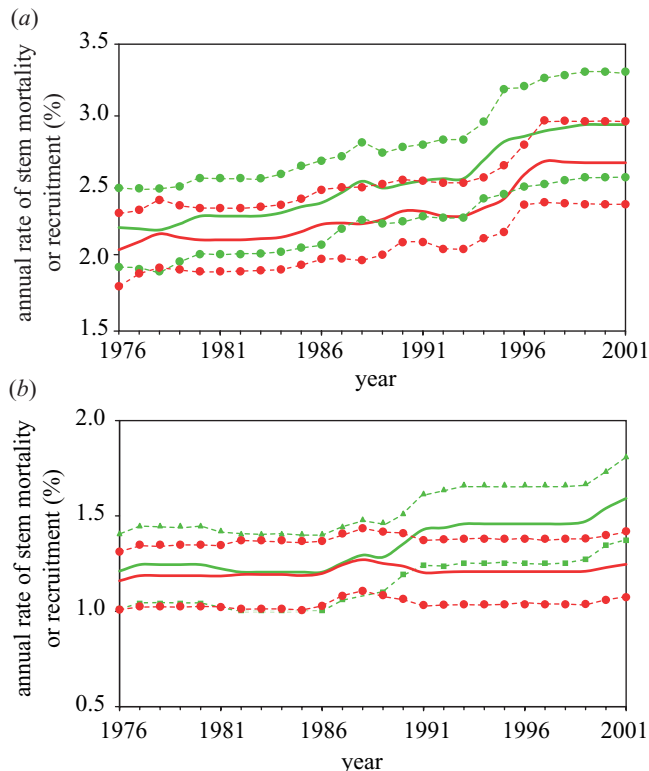 (a)
3.5
3.0
2.5
2.0
1.5
annual rate of stem mortality
or recruitment (%)
1976 1981 1986 1991 1996 2001
year
(b)
2.0
1.5
1.0
0.5
annual rate of stem mortality
or recruitment (%)
1976 1981 1986 1991 1996 2001
year